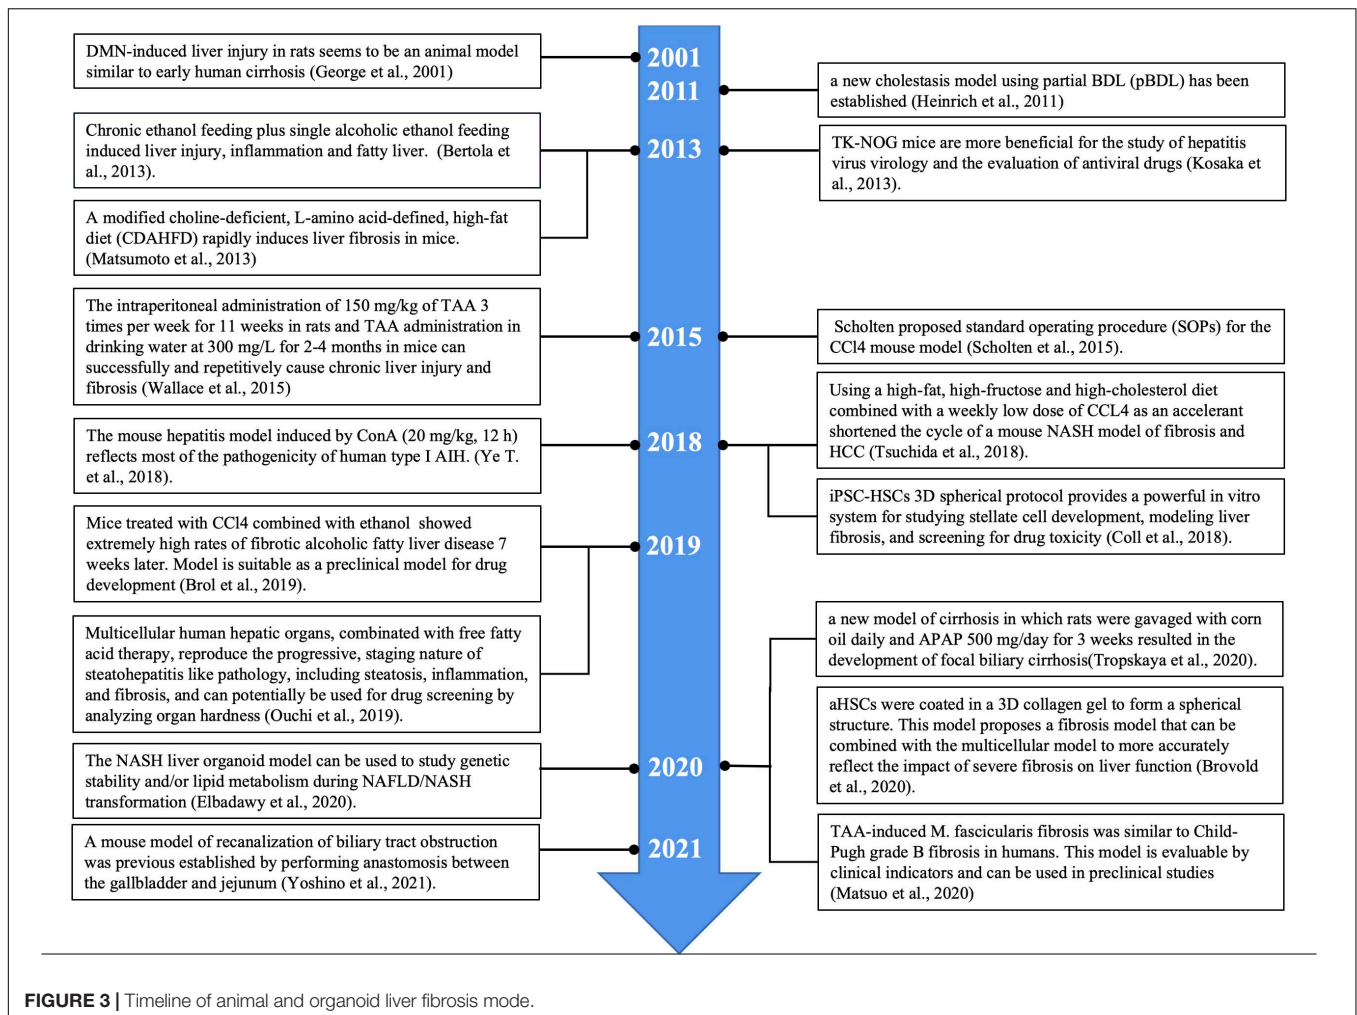 DMN-induced liver injury in rats seems to be an animal model
similar to early human cirrhosis (George et al., 2001)
2001
2011
a new cholestasis model using partial BDL (pBDL) has been
established (Heinrich et al., 2011)
Chronic ethanol feeding plus single alcoholic ethanol feeding
induced liver injury, inflammation and fatty liver. (Bertola et
al., 2013).
2013
TK-NOG mice are more beneficial for the study of hepatitis
virus virology and the evaluation of antiviral drugs (Kosaka et
al., 2013).
A modified choline-deficient, L-amino acid-defined, high-fat
diet (CDAHFD) rapidly induces liver fibrosis in mice.
(Matsumoto et al., 2013)
The intraperitoneal administration of 150 mg/kg of TAA 3
times per week for 11 weeks in rats and TAA administration in
drinking water at 300 mg/L for 2-4 months in mice can
successfully and repetitively cause chronic liver injury and
fibrosis (Wallace et al., 2015)
2015
Scholten proposed standard operating procedure (SOPs) for the
CCl4 mouse model (Scholten et al., 2015).
The mouse hepatitis model induced by ConA (20 mg/kg, 12 h)
reflects most of the pathogenicity of human type I AIH. (Ye T.
et al., 2018).
2018
Using a high-fat, high-fructose and high-cholesterol diet
combined with a weekly low dose of CCL4 as an accelerant
shortened the cycle of a mouse NASH model of fibrosis and
HCC (Tsuchida et al., 2018).
iPSC-HSCs 3D spherical protocol provides a powerful in vitro
system for studying stellate cell development, modeling liver
fibrosis, and screening for drug toxicity (Coll et al., 2018).
Mice treated with CCl4 combined with ethanol showed
extremely high rates of fibrotic alcoholic fatty liver disease 7
weeks later. Model is suitable as a preclinical model for drug
development (Brol et al., 2019).
2019
Multicellular human hepatic organs, combined with free fatty
acid therapy, reproduce the progressive, staging nature of
steatohepatitis like pathology, including steatosis, inflammation,
and fibrosis, and can potentially be used for drug screening by
analyzing organ hardness (Ouchi et al., 2019).
a new model of cirrhosis in which rats were gavaged with corn
oil daily and APAP 500 mg/day for 3 weeks resulted in the
development of focal biliary cirrhosis(Tropskaya et al., 2020).
The NASH liver organoid model can be used to study genetic
stability and/or lipid metabolism during NAFLD/NASH
transformation (Elbadawy et al., 2020).
2020
aHSCs were coated in a 3D collagen gel to form a spherical
structure. This model proposes a fibrosis model that can be
combined with the multicellular model to more accurately
reflect the impact of severe fibrosis on liver function (Brovold
et al., 2020).
A mouse model of recanalization of biliary tract obstruction
was previous established by performing anastomosis between
the gallbladder and jejunum (Yoshino et al., 2021).
2021
TAA-induced M. fascicularis fibrosis was similar to Child-
Pugh grade B fibrosis in humans. This model is evaluable by
clinical indicators and can be used in preclinical studies
(Matsuo et al., 2020)
FIGURE 3 | Timeline of animal and organoid liver fibrosis mode.